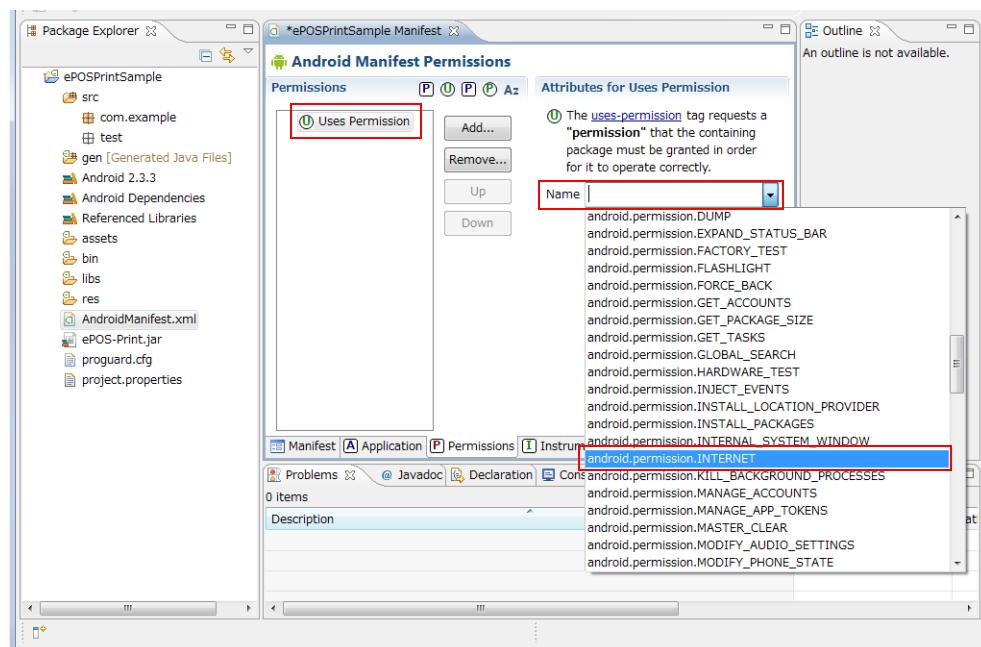 Package Explorer
ePOSPrintSample
src
com.example
test
gen [Generated Java Files]
Android 2.3.3
Android Dependencies
Referenced Libraries
assets
bin
libs
res
AndroidManifest.xml
ePOS-Print.jar
proguard.cfg
project.properties
*ePOSPrintSample Manifest
Android Manifest Permissions
Permissions
P U P P Az
U Uses Permission
Add...
Remove...
Up
Down
Attributes for Uses Permission
U The uses-permission tag requests a
"permission" that the containing
package must be granted in order
for it to operate correctly.
Name
android.permission.DUMP
android.permission.EXPAND_STATUS_BAR
android.permission.FACTORY_TEST
android.permission.FLASHLIGHT
android.permission.FORCE_BACK
android.permission.GET_ACCOUNTS
android.permission.GET_PACKAGE_SIZE
android.permission.GET_TASKS
android.permission.GLOBAL_SEARCH
android.permission.HARDWARE_TEST
android.permission.INJECT_EVENTS
android.permission.INSTALL_LOCATION_PROVIDER
android.permission.INSTALL_PACKAGES
android.permission.INTERNAL_SYSTEM_WINDOW
android.permission.INTERNET
android.permission.KILL_BACKGROUND_PROCESSES
android.permission.MANAGE_ACCOUNTS
android.permission.MANAGE_APP_TOKENS
android.permission.MASTER_CLEAR
android.permission.MODIFY_AUDIO_SETTINGS
android.permission.MODIFY_PHONE_STATE
Manifest A Application P Permissions I Instrum
Problems @ Javadoc Declaration Cons
0 items
Description
at
Outline
An outline is not available.